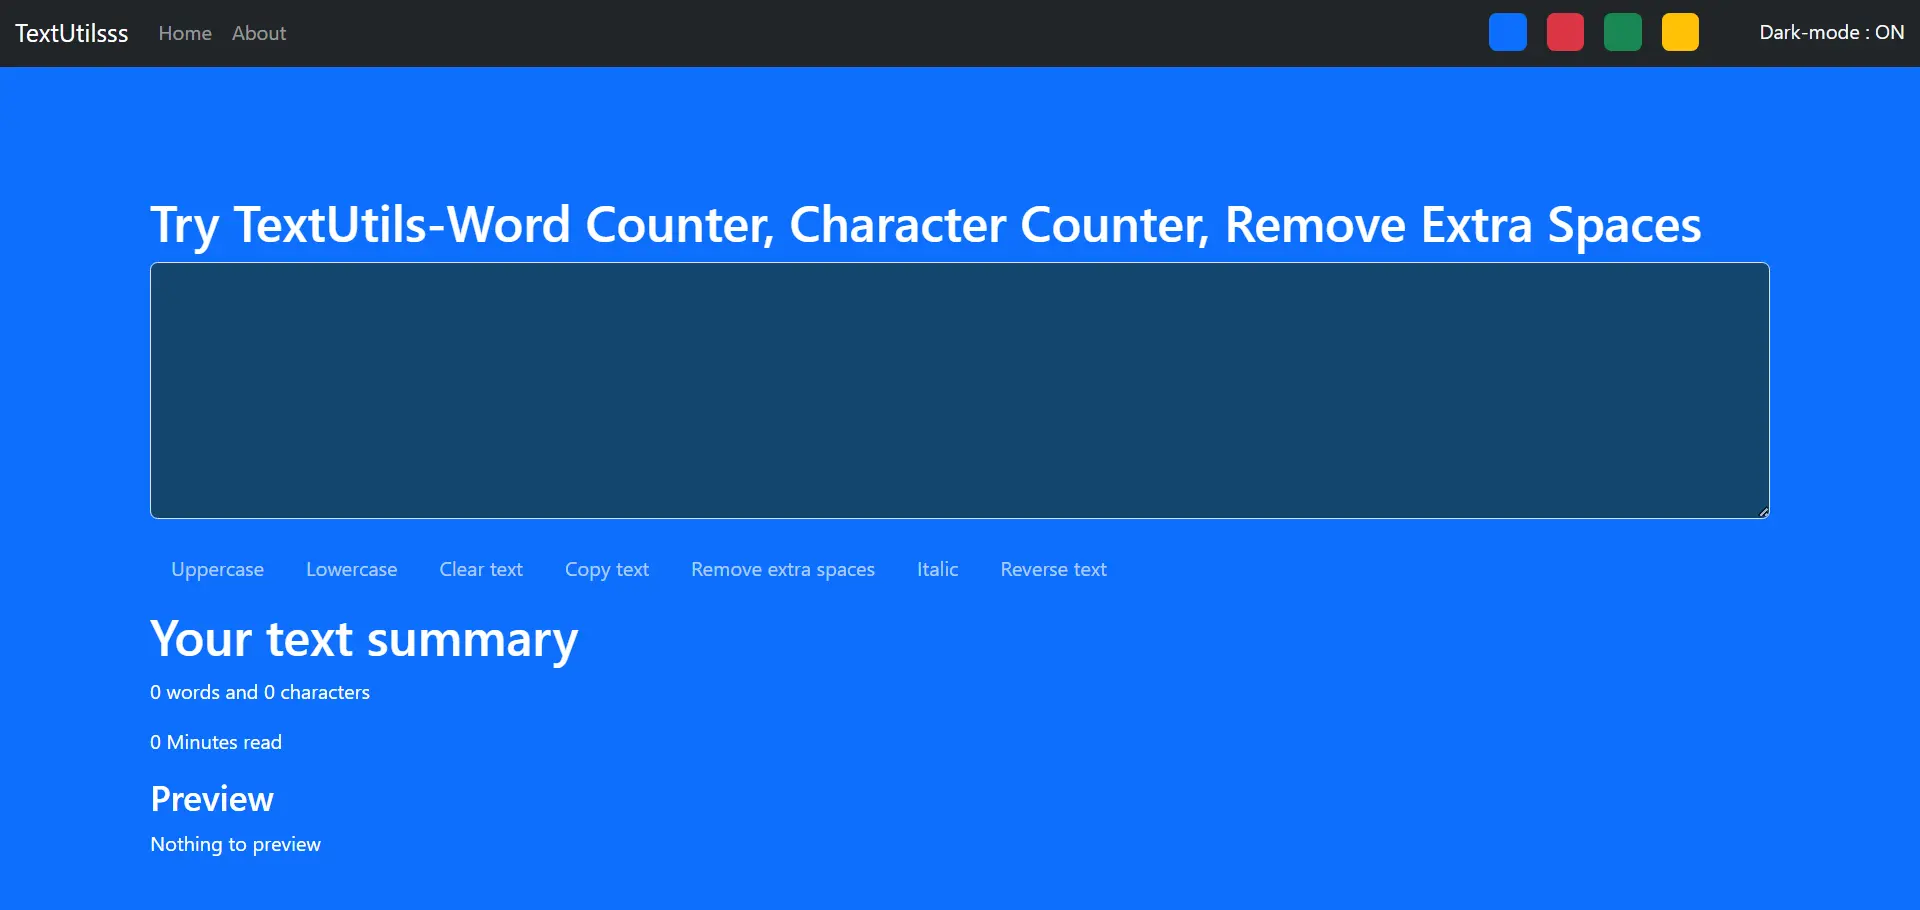 TextUtilsss Home About Dark-mode : ON
Try TextUtils-Word Counter, Character Counter, Remove Extra Spaces
Uppercase Lowercase Clear text Copy text Remove extra spaces Italic Reverse text
Your text summary
0 words and 0 characters
0 Minutes read
Preview
Nothing to preview